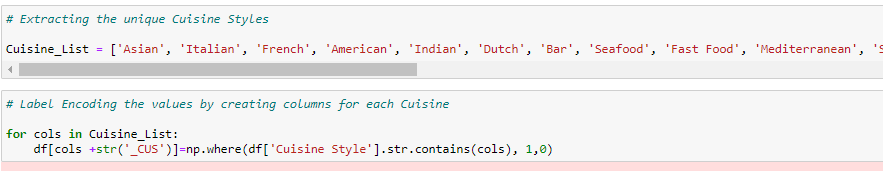 # Extracting the unique Cuisine Styles
Cuisine_List = ['Asian', 'Italian', 'French', 'American', 'Indian', 'Dutch', 'Bar', 'Seafood', 'Fast Food', 'Mediterranean', 'S
# Label Encoding the values by creating columns for each Cuisine
for cols in Cuisine_List:
df[cols +str('_CUS')]=np.where(df['Cuisine Style'].str.contains(cols), 1,0)